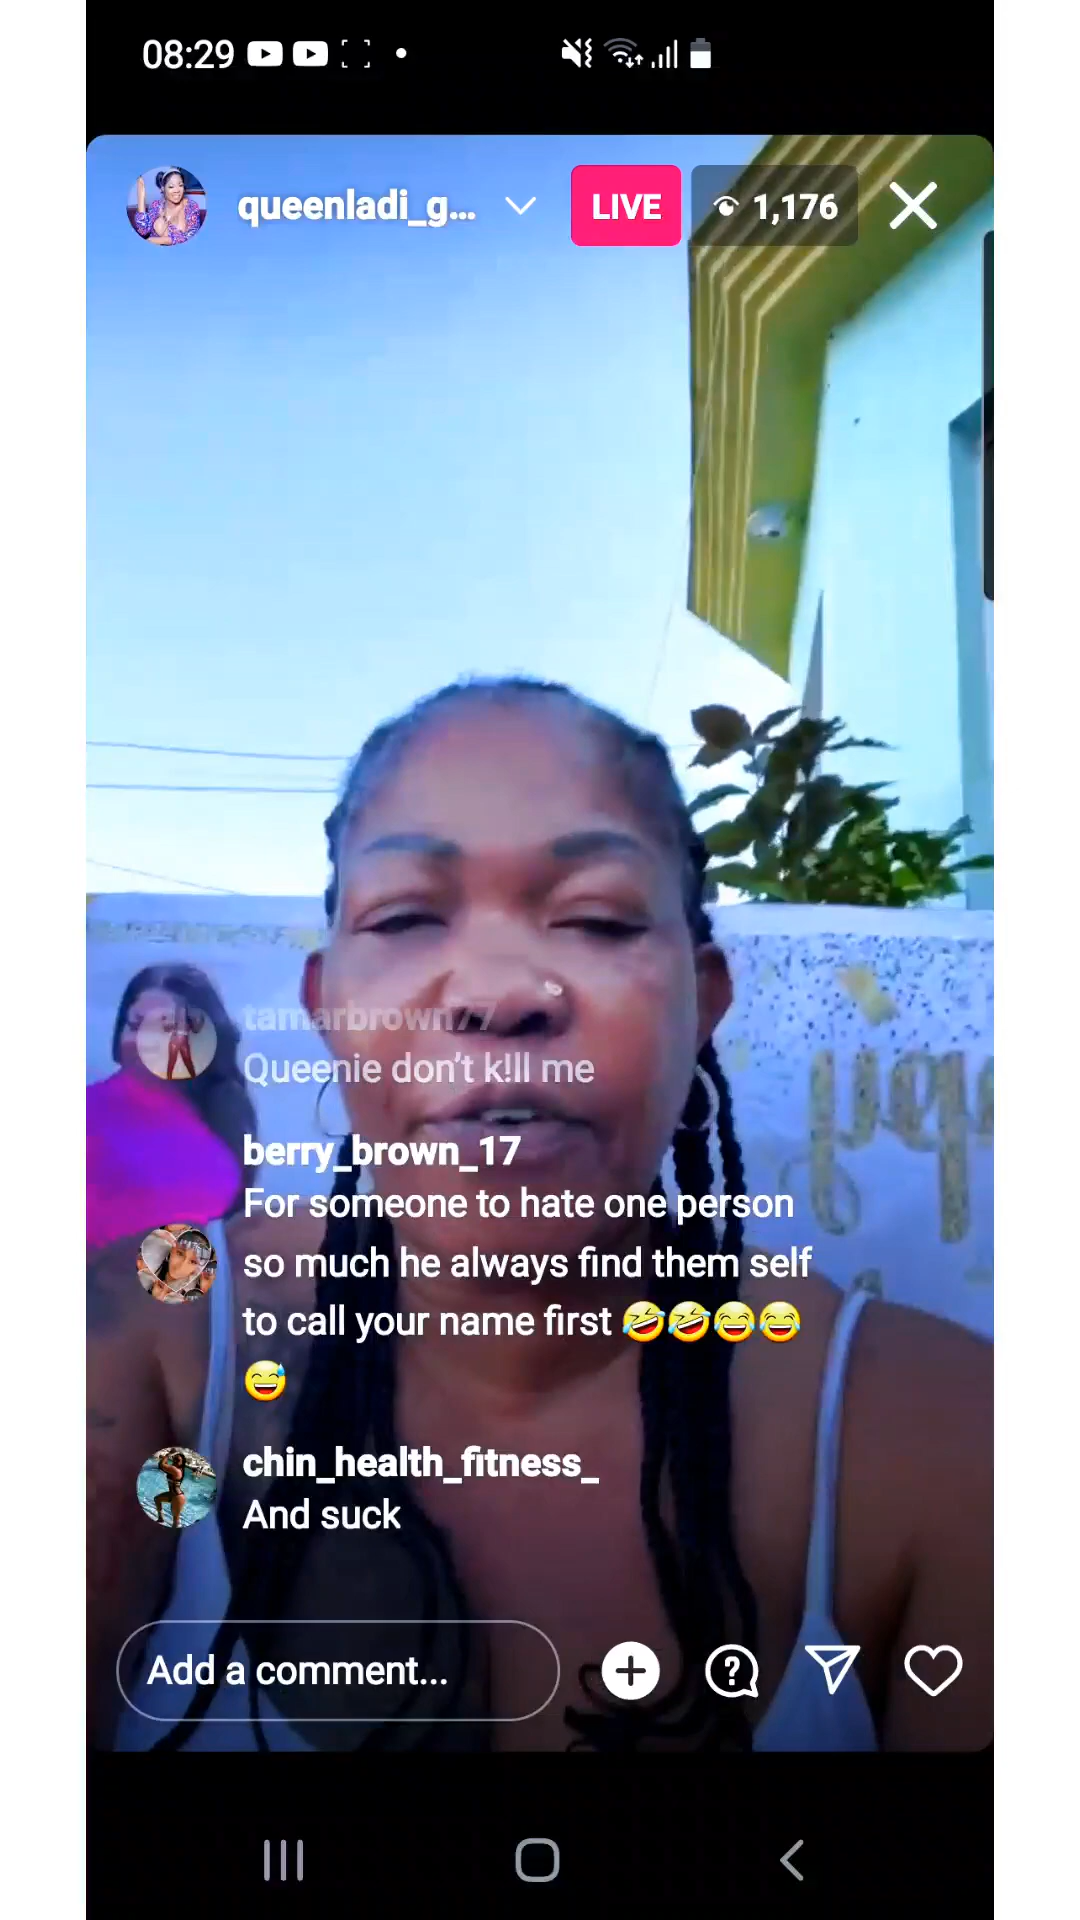 08:29
queenladi_g...
LIVE
1,176
tamarbrown77
Queenie don't k!ll me
berry_brown_17
For someone to hate one person
so much he always find them self
to call your name first 🤣🤣😂😂
😅
chin_health_fitness_
And suck
Add a comment...